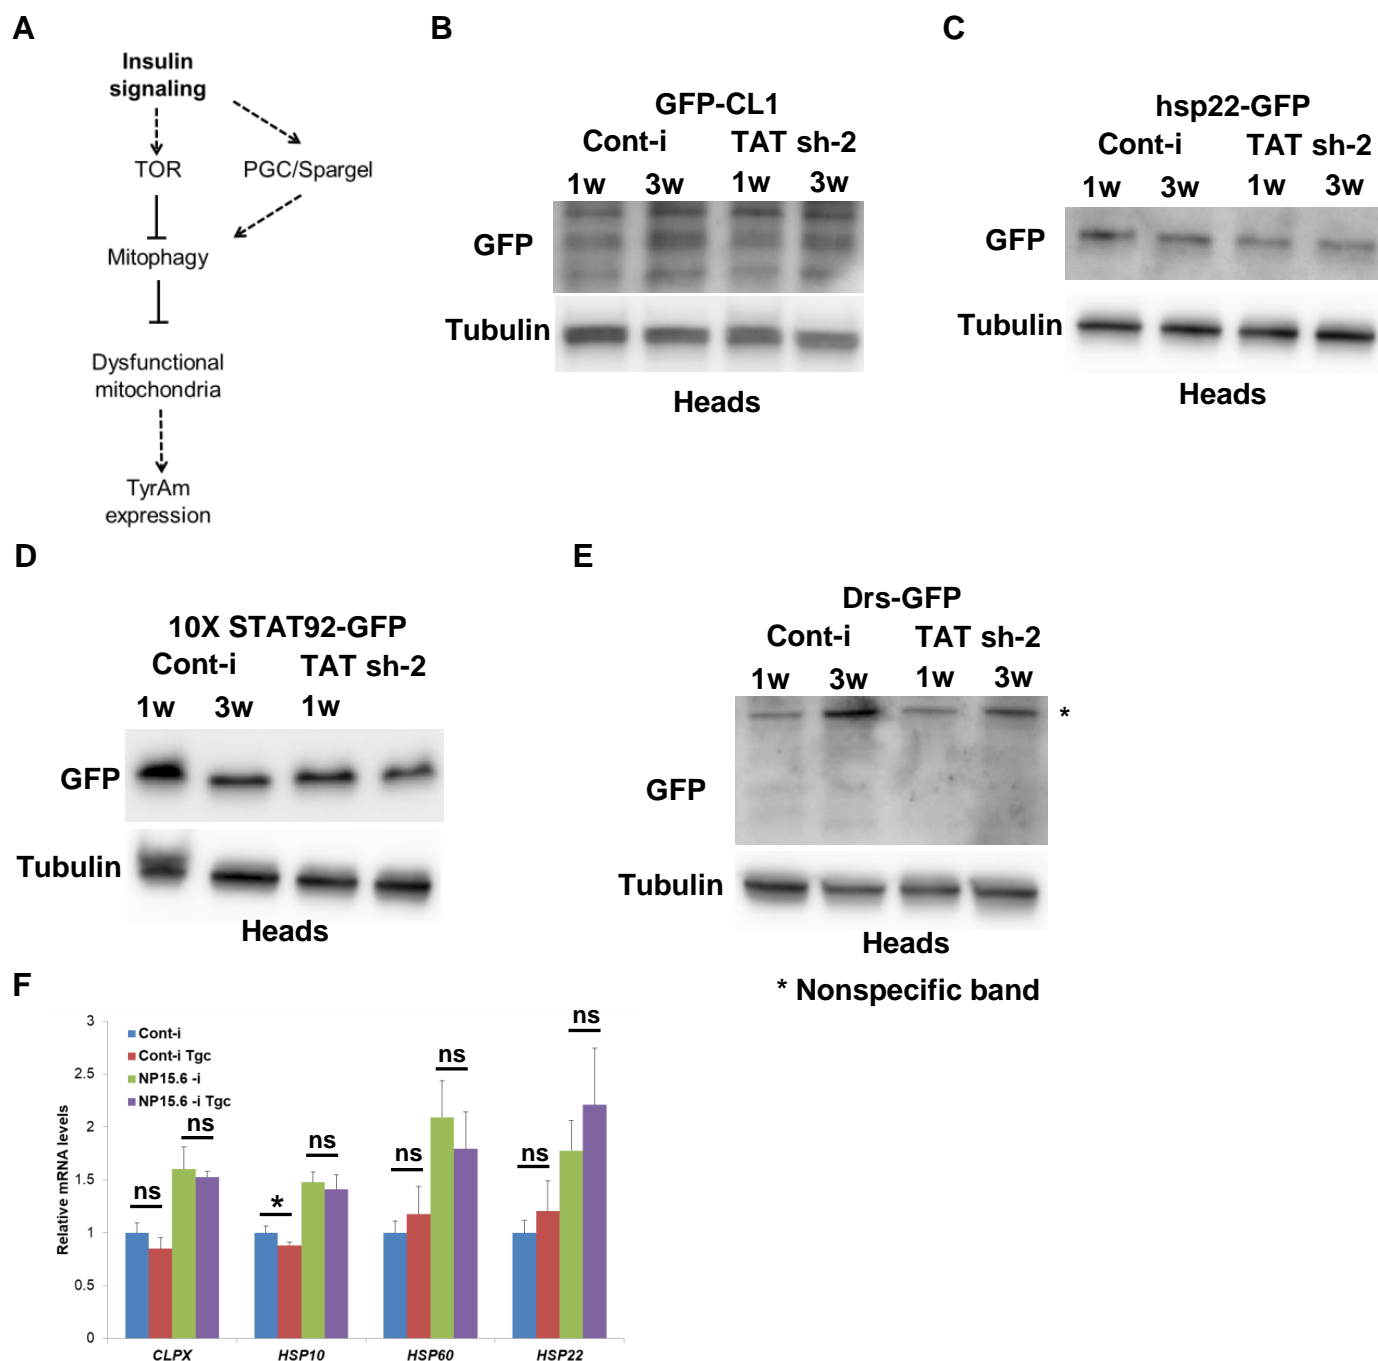 A
Insulin
signaling
TOR
PGC/Spargel
Mitophagy
Dysfunctional
mitochondria
TyrAm
expression
B
GFP-CL1
Cont-i TAT sh-2
1w 3w 1w 3w
GFP
Tubulin
Heads
C
hsp22-GFP
Cont-i TAT sh-2
1w 3w 1w 3w
GFP
Tubulin
Heads
D
10X STAT92-GFP
Cont-i TAT sh-2
1w 3w 1w
GFP
Tubulin
Heads
E
Drs-GFP
Cont-i TAT sh-2
1w 3w 1w 3w
*
GFP
Tubulin
Heads
* Nonspecific band
F
Relative mRNA levels
3
2.5
2
1.5
1
0.5
0
Cont-i
Cont-i Tgc
NP15.6 -i
NP15.6 -i Tgc
ns ns
* ns
ns ns
ns ns
CLPX HSP10 HSP60 HSP22